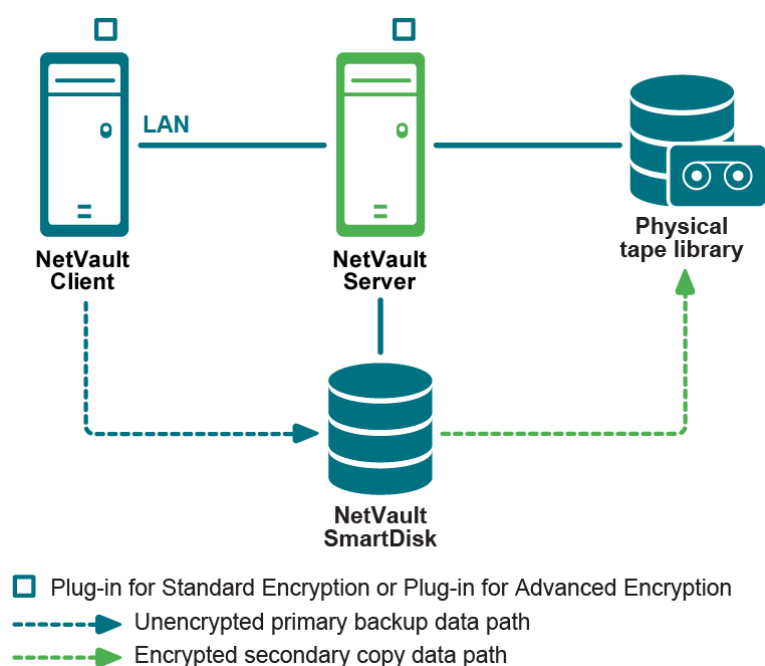 LAN
NetVault
Client
NetVault
Server
Physical
tape library
NetVault
SmartDisk
Plug-in for Standard Encryption or Plug-in for Advanced Encryption
Unencrypted primary backup data path
Encrypted secondary copy data path